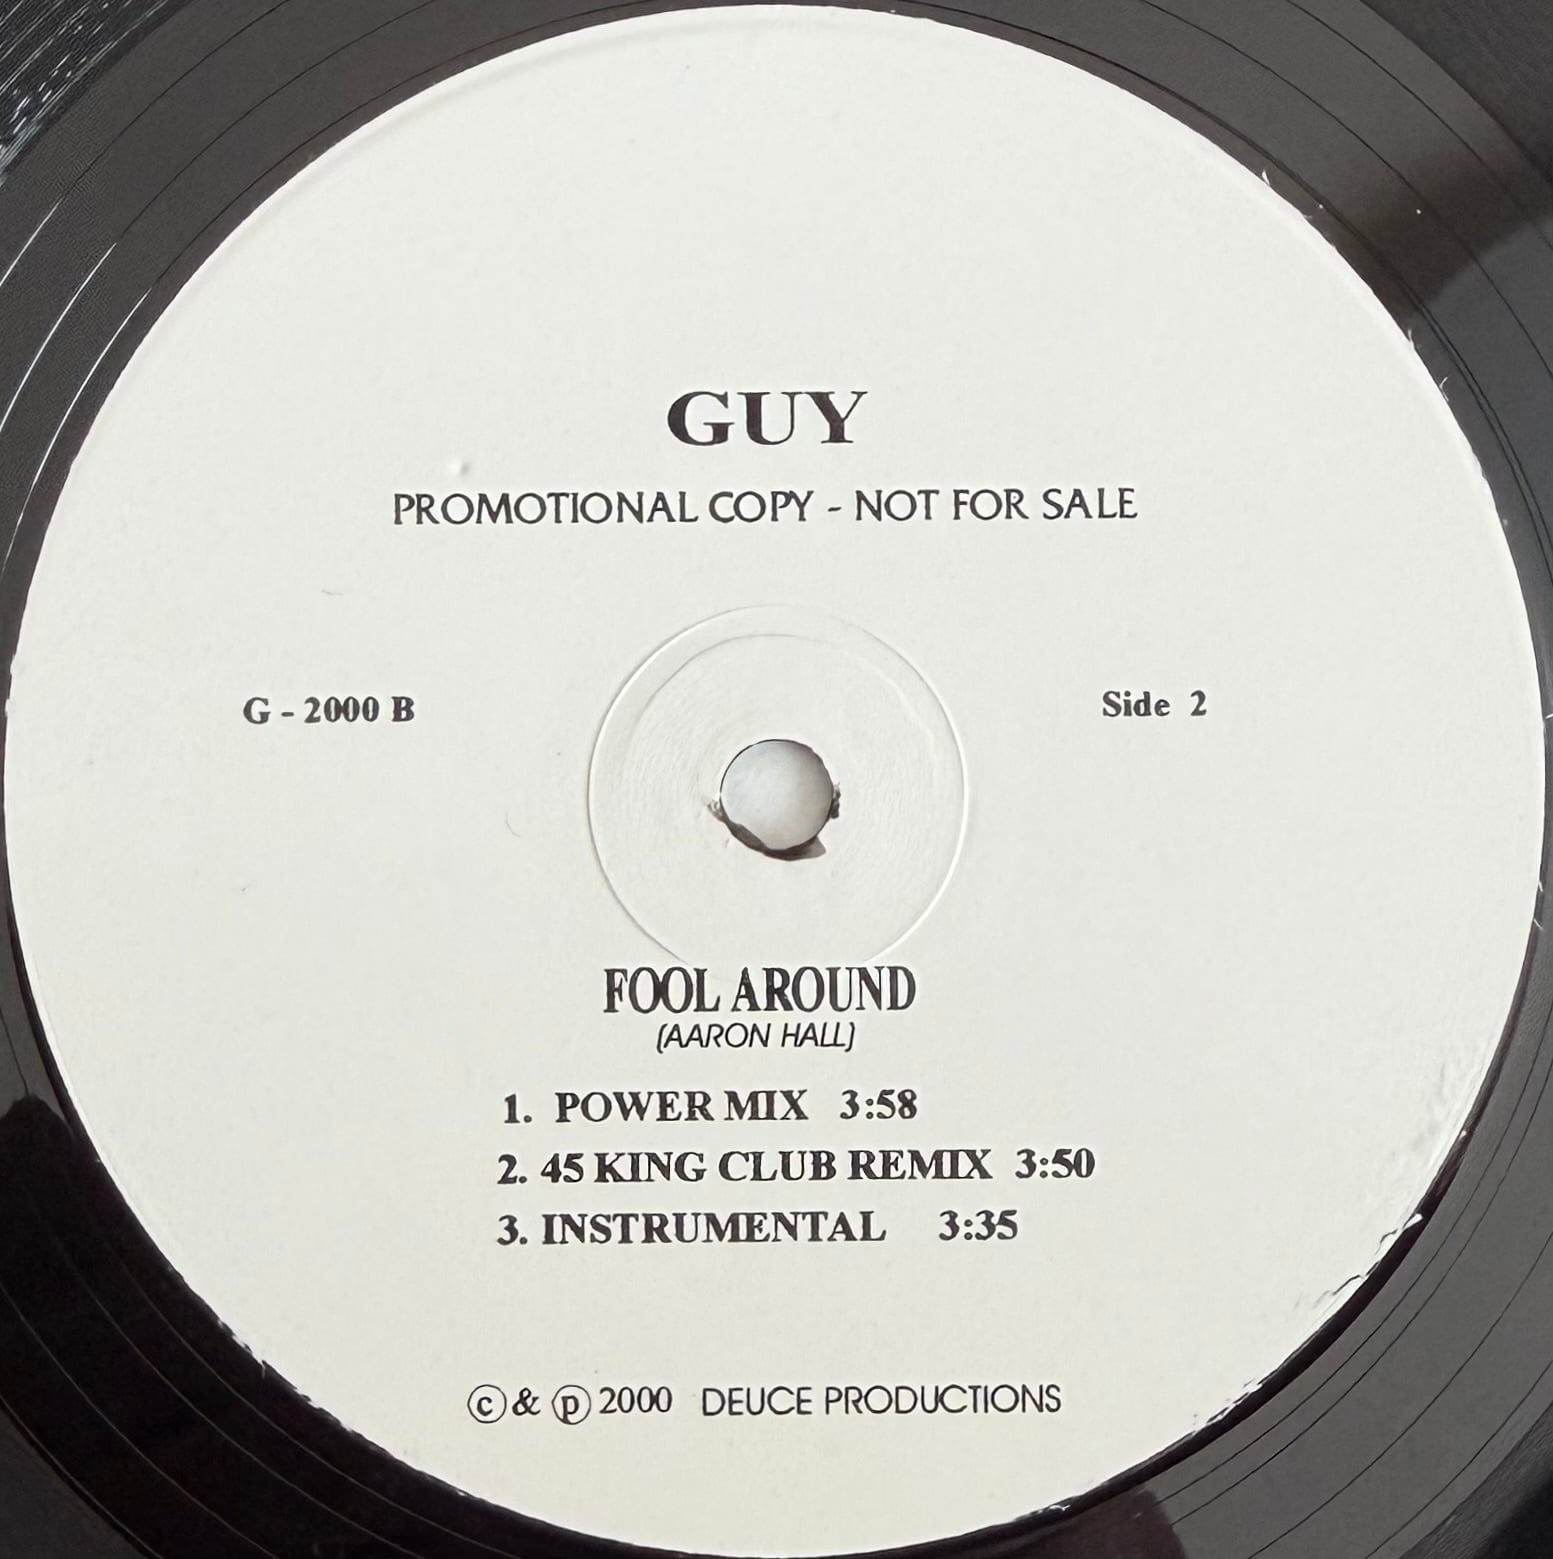 GUY
PROMOTIONAL COPY - NOT FOR SALE
G - 2000 B
Side 2
FOOL AROUND
(AARON HALL)
1. POWER MIX 3:58
2. 45 KING CLUB REMIX 3:50
3. INSTRUMENTAL 3:35
ⓒ & ⓟ 2000 DEUCE PRODUCTIONS